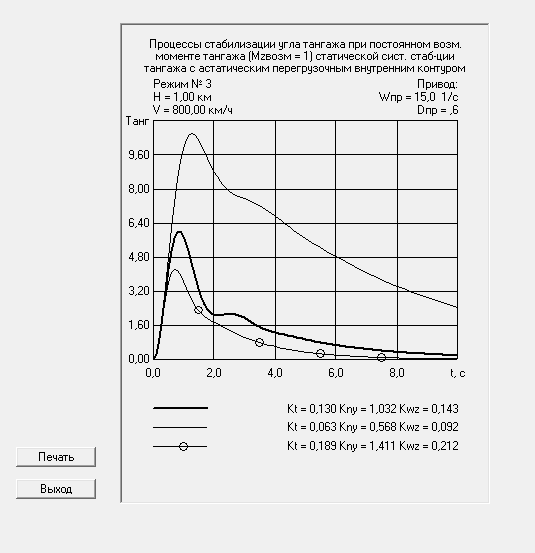 Процессы стабилизации угла тангажа при постоянном возм.
моменте тангажа (Mzвозм = 1) статической сист. стаб-ции
тангажа с астатическим перегрузочным внутренним контуром
Режим № 3
Привод:
H = 1,00 км
Wпр = 15,0 1/с
V = 800,00 км/ч
Dпр = ,6
Танг
9,60
8,00
6,40
4,80
3,20
1,60
0,00
0,0 2,0 4,0 6,0 8,0 t, с
Kt = 0,130 Kny = 1,032 Kwz = 0,143
Kt = 0,063 Kny = 0,568 Kwz = 0,092
Kt = 0,189 Kny = 1,411 Kwz = 0,212
Печать
Выход